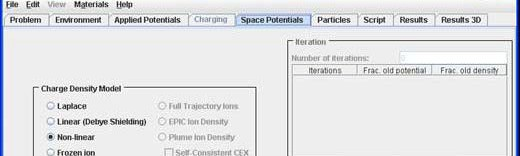 File Edit View Materials Help
Problem Environment Applied Potentials Charging Space Potentials Particles Script Results Results 3D
Iteration
Number of iterations:
Iterations Frac. old potential Frac. old density
Charge Density Model
Laplace Full Trajectory Ions
Linear (Debye Shielding) EPIC Ion Density
Non-linear Plume Ion Density
Frozen ion Self-Consistent CEX